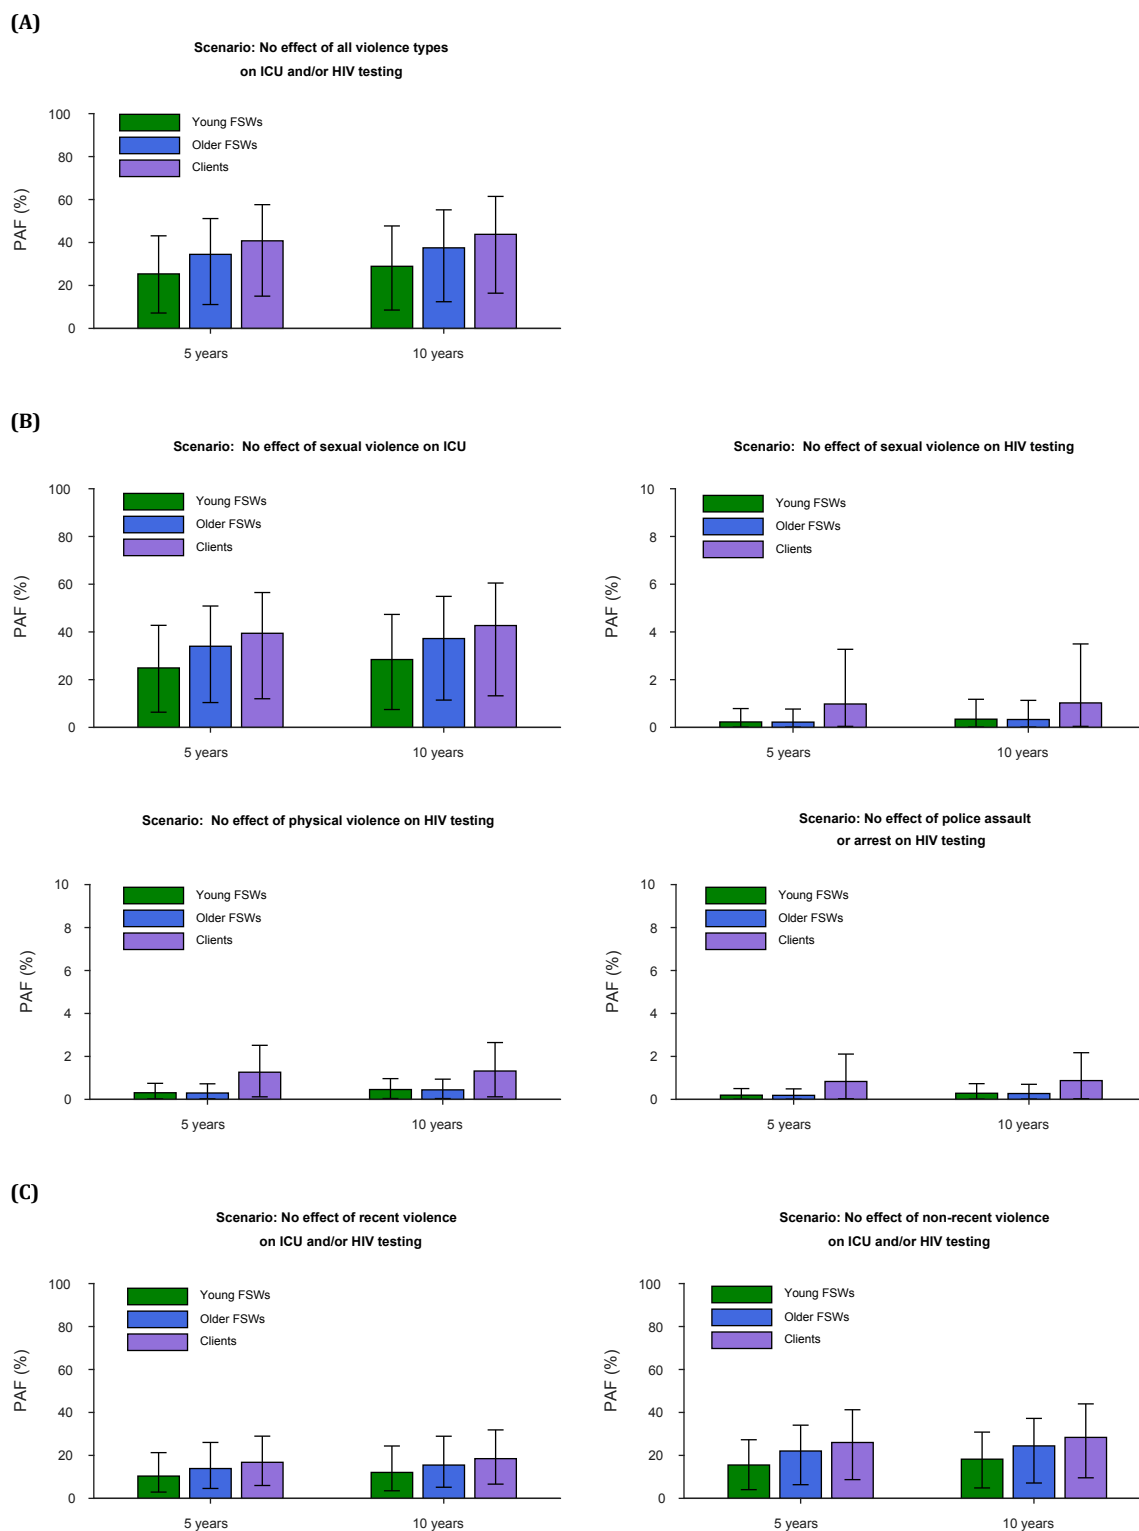 (A)
Scenario: No effect of all violence types
on ICU and/or HIV testing
PAF (%)
100
80
60
40
20
0
Young FSWs
Older FSWs
Clients
5 years
10 years
(B)
Scenario:  No effect of sexual violence on ICU
PAF (%)
100
80
60
40
20
0
Young FSWs
Older FSWs
Clients
5 years
10 years
Scenario:  No effect of sexual violence on HIV testing
PAF (%)
10
8
6
4
2
0
Young FSWs
Older FSWs
Clients
5 years
10 years
Scenario:  No effect of physical violence on HIV testing
PAF (%)
10
8
6
4
2
0
Young FSWs
Older FSWs
Clients
5 years
10 years
Scenario: No effect of police assault
or arrest on HIV testing
PAF (%)
10
8
6
4
2
0
Young FSWs
Older FSWs
Clients
5 years
10 years
(C)
Scenario: No effect of recent violence
on ICU and/or HIV testing
PAF (%)
100
80
60
40
20
0
Young FSWs
Older FSWs
Clients
5 years
10 years
Scenario: No effect of non-recent violence
on ICU and/or HIV testing
PAF (%)
100
80
60
40
20
0
Young FSWs
Older FSWs
Clients
5 years
10 years